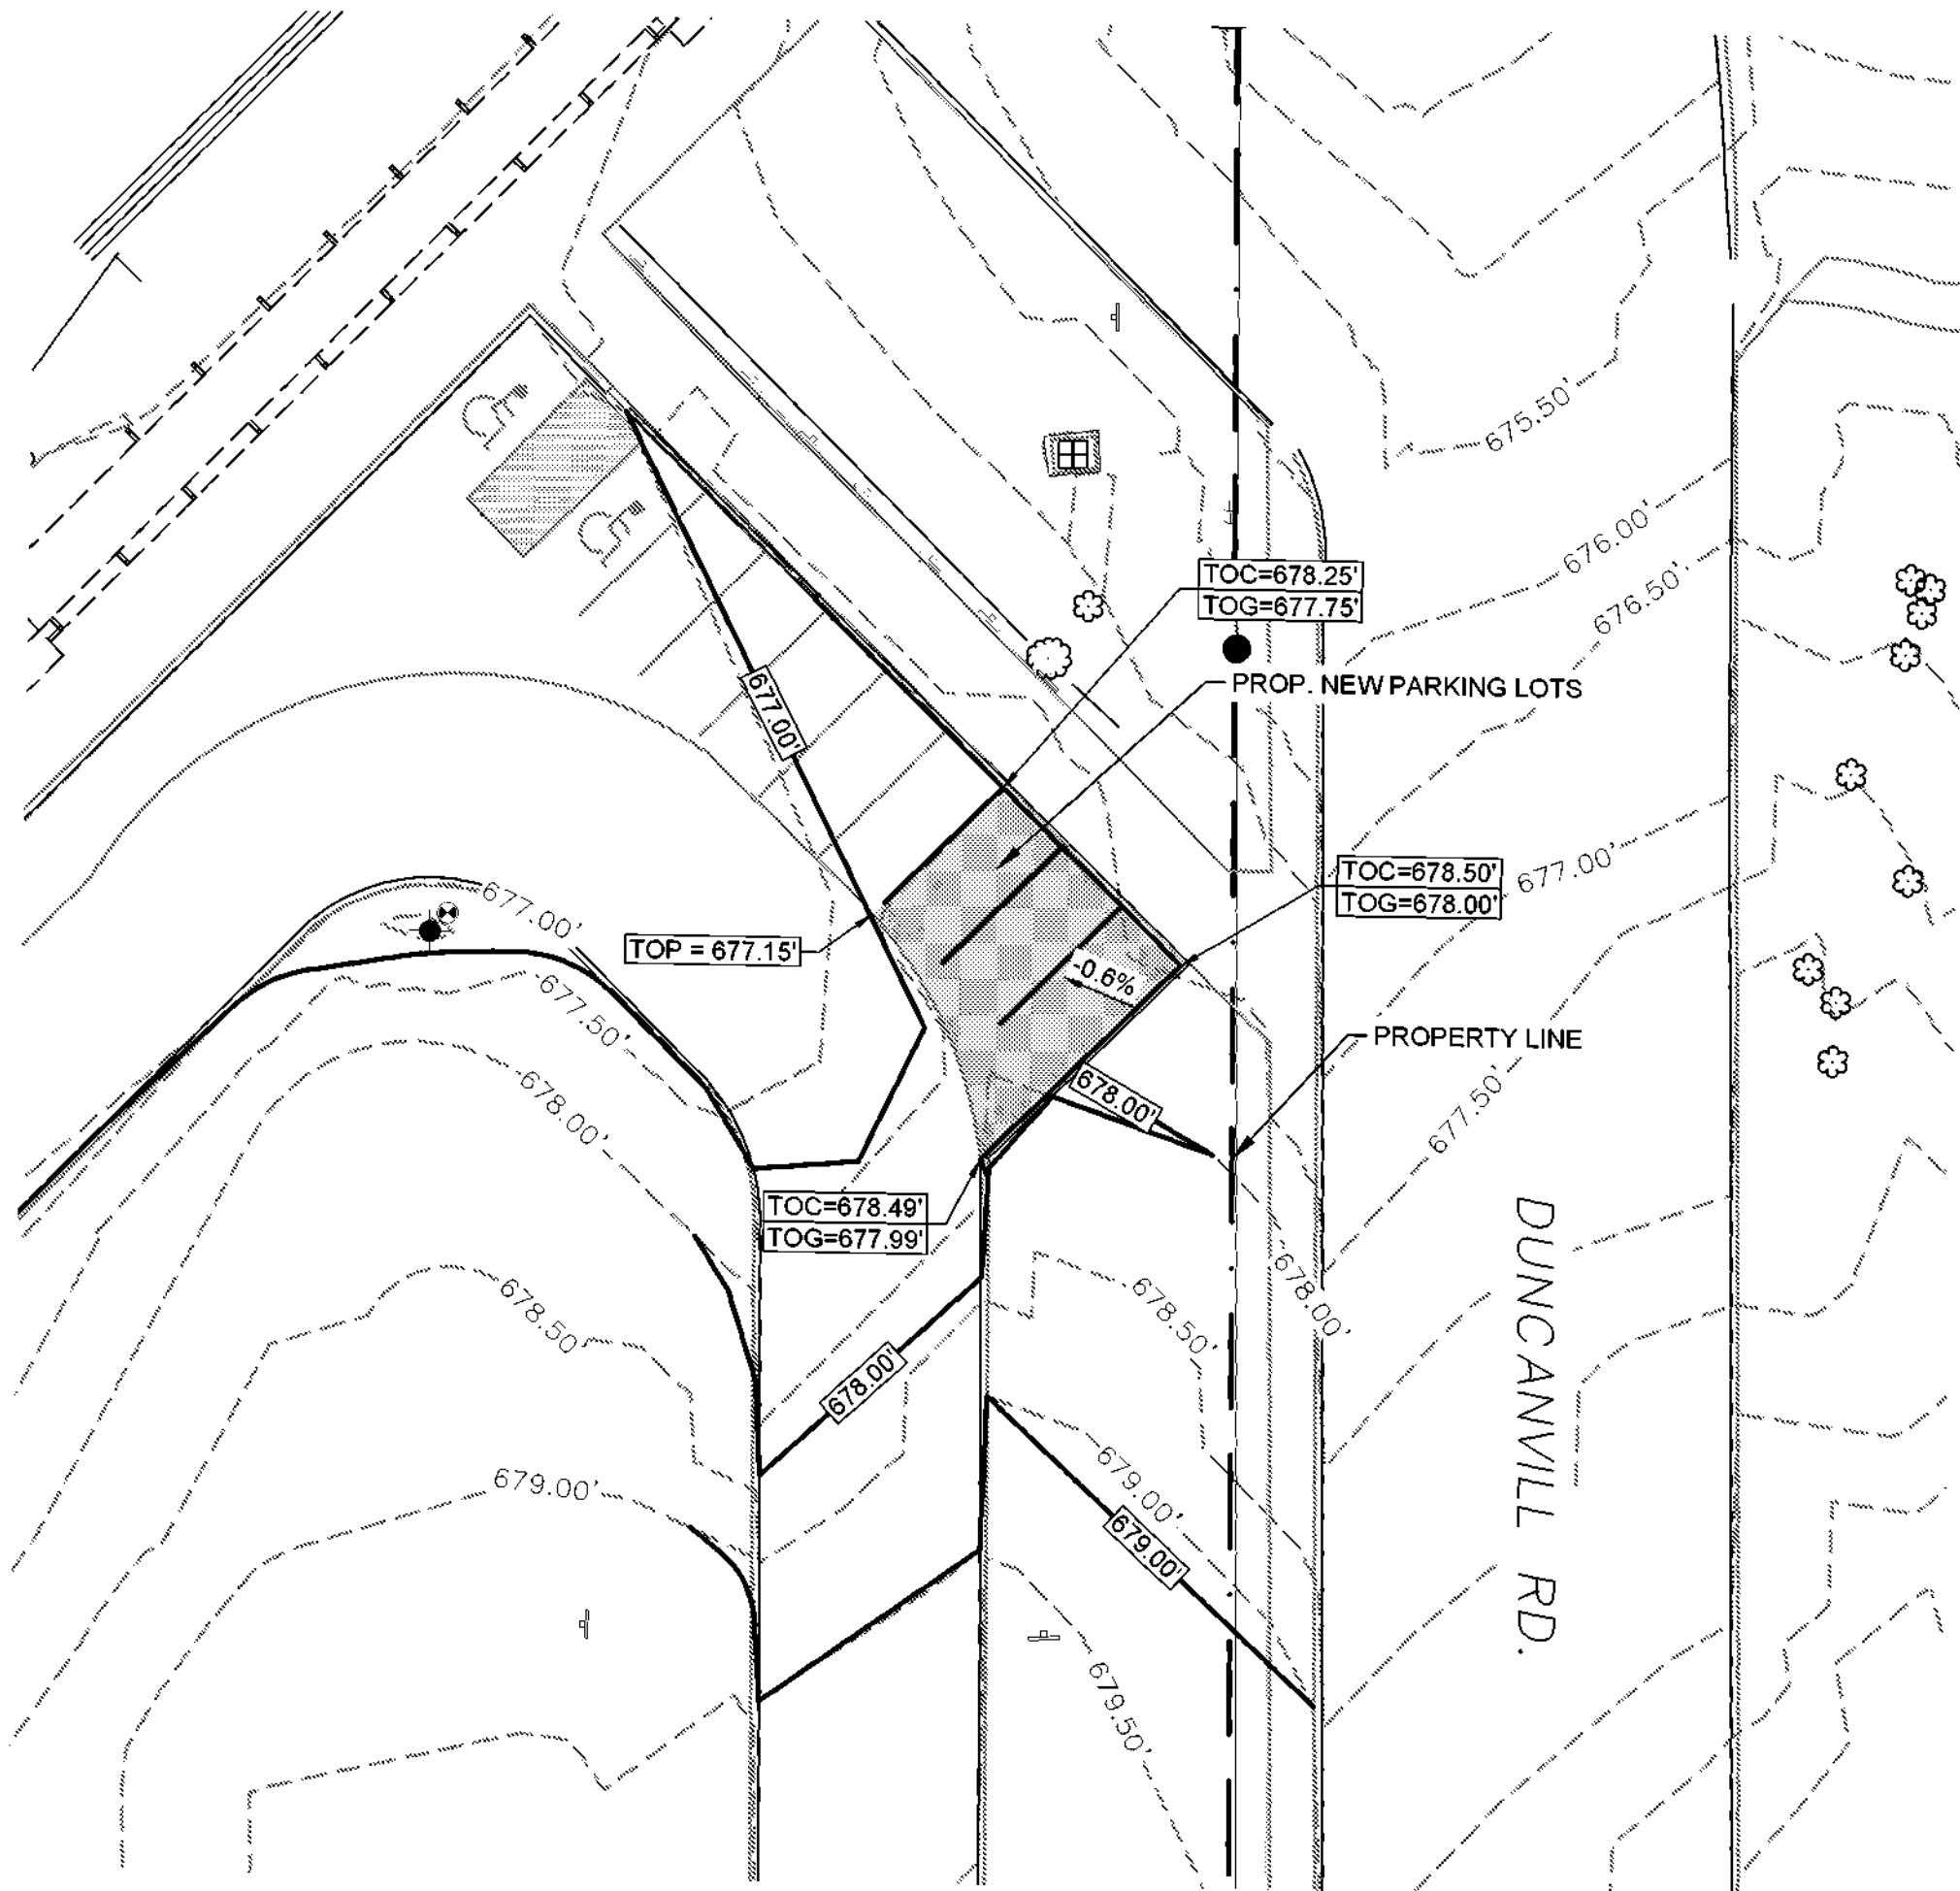 675.50'
676.00'
TOC=678.25'
TOG=677.75'
676.50'
PROP. NEW PARKING LOTS
677.00'
TOC=678.50'
TOG=678.00'
677.00'
677.00'
TOP = 677.15'
-0.6%
677.50'
PROPERTY LINE
678.00'
678.00'
677.50'
TOC=678.49'
TOG=677.99'
678.50'
678.50'
678.00'
DUNCANVILL RD.
678.00'
679.00'
679.00'
679.00'
679.50'